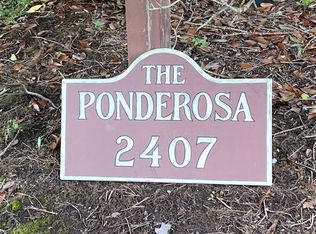 THE
PONDEROSA
2407